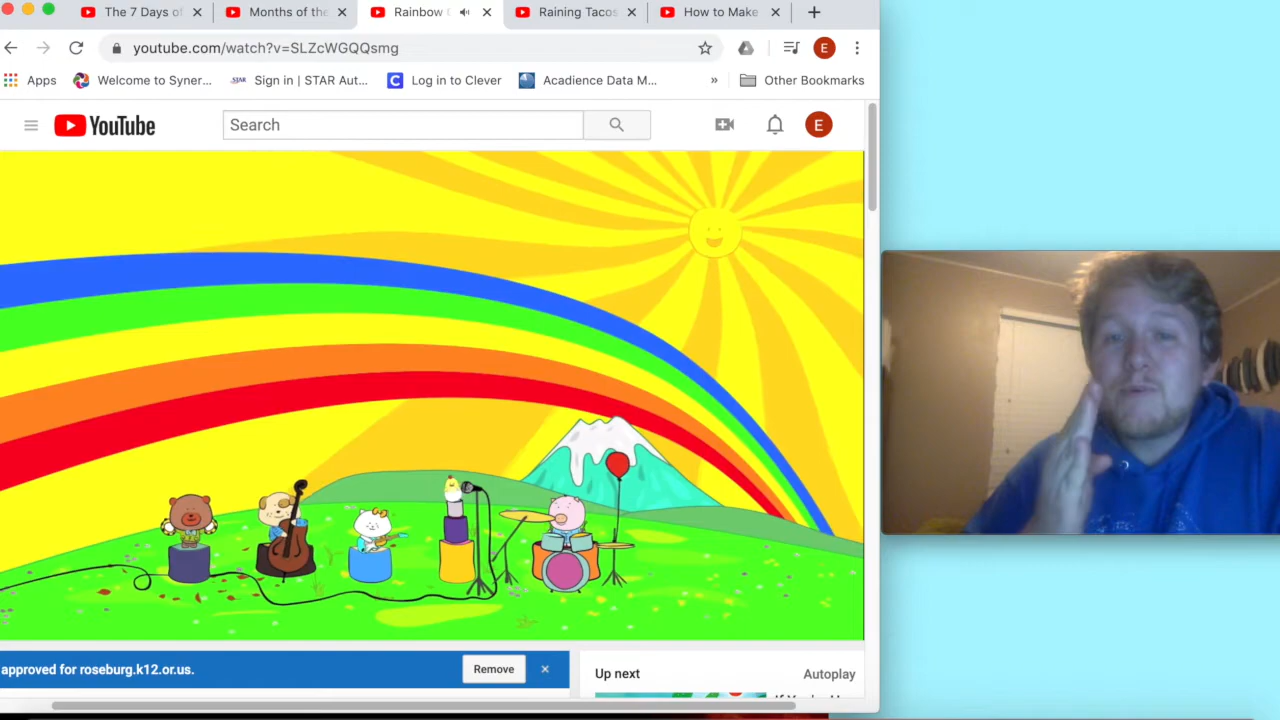 The 7 Days of
Months of the
Rainbow
Raining Tacos
How to Make
youtube.com/watch?v=SLZcWGQQsmg
E
Apps
Welcome to Syner...
STAR
Sign in | STAR Aut...
C
Log in to Clever
Acadience Data M...
»
Other Bookmarks
YouTube
Search
E
approved for roseburg.k12.or.us.
Remove
Up next
Autoplay